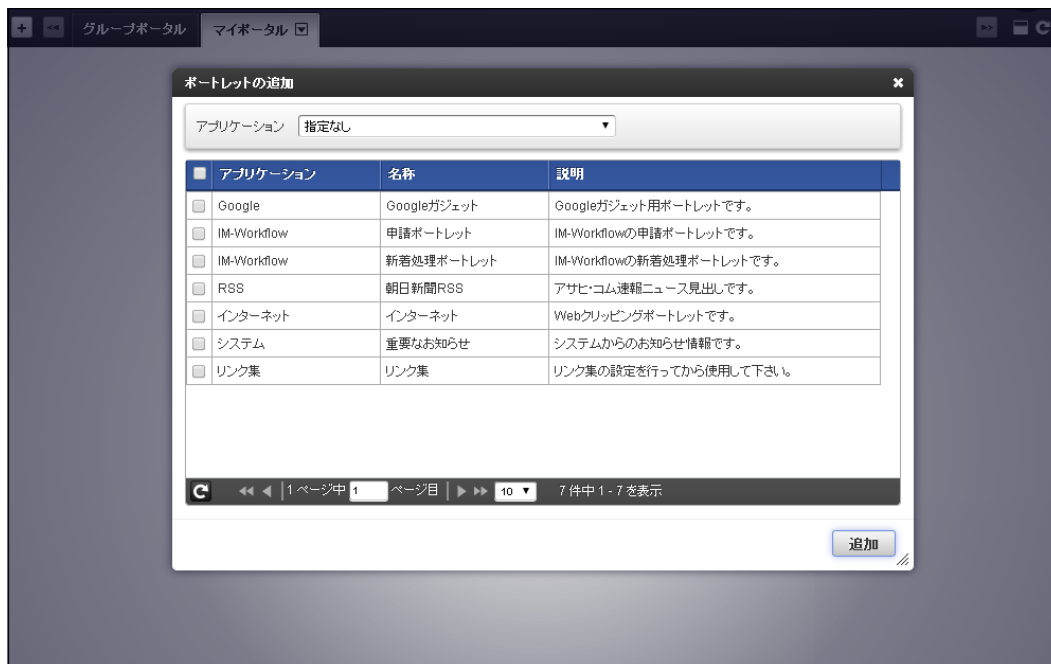 グループポータル マイポータル
ポートレットの追加
アプリケーション 指定なし
アプリケーション 名称 説明
Google Googleガジェット Googleガジェット用ポートレットです。
IM-Workflow 申請ポートレット IM-Workflowの申請ポートレットです。
IM-Workflow 新着処理ポートレット IM-Workflowの新着処理ポートレットです。
RSS 朝日新聞RSS アサヒ・コム速報ニュース見出しです。
インターネット インターネット Webクリッピングポートレットです。
システム 重要なお知らせ システムからのお知らせ情報です。
リンク集 リンク集 リンク集の設定を行ってから使用して下さい。
1 ページ中 1 ページ目 10 7 件中 1 - 7 を表示
追加